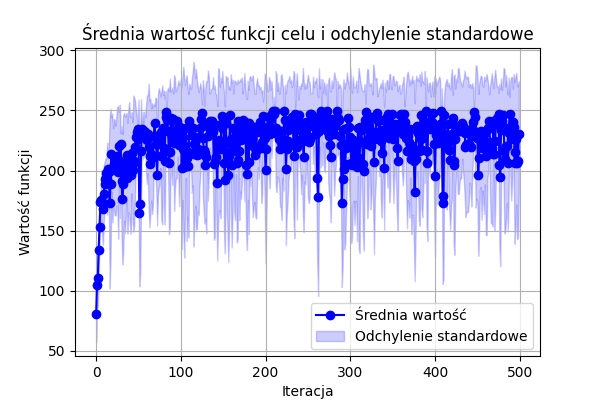 Średnia wartość funkcji celu i odchylenie standardowe
300
250
200
150
100
50
Wartość funkcji
0
100
200
300
400
500
Iteracja
Średnia wartość
Odchylenie standardowe